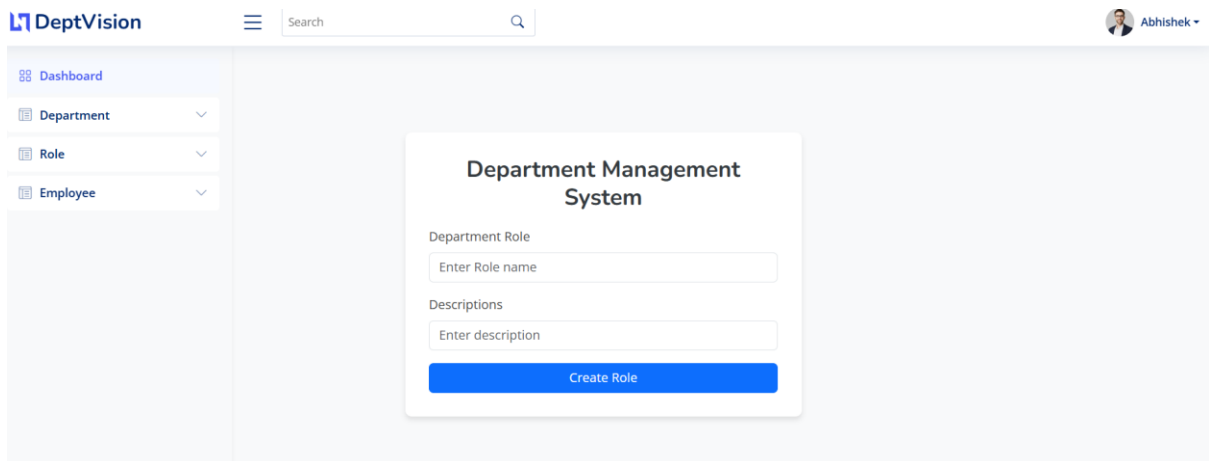 DeptVision
Search
Abhishek
Dashboard
Department
Role
Employee
Department Management
System
Department Role
Enter Role name
Descriptions
Enter description
Create Role